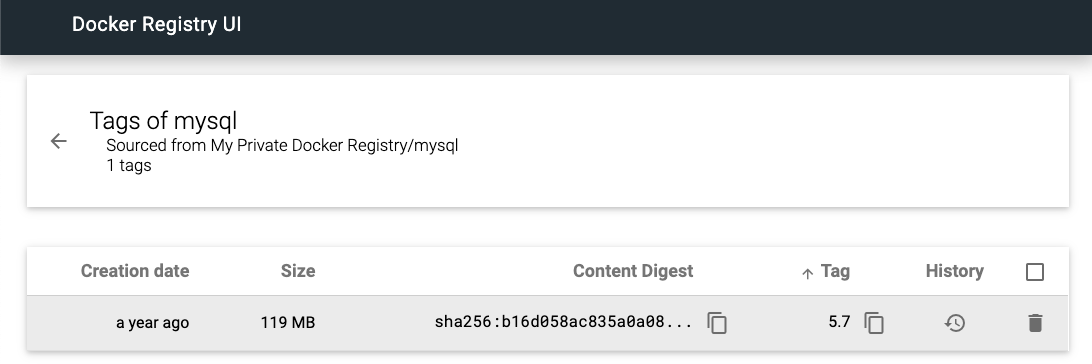 Docker Registry UI
Tags of mysql
Sourced from My Private Docker Registry/mysql
1 tags
Creation date Size Content Digest Tag History
a year ago 119 MB sha256:b16d058ac835a0a08... 5.7